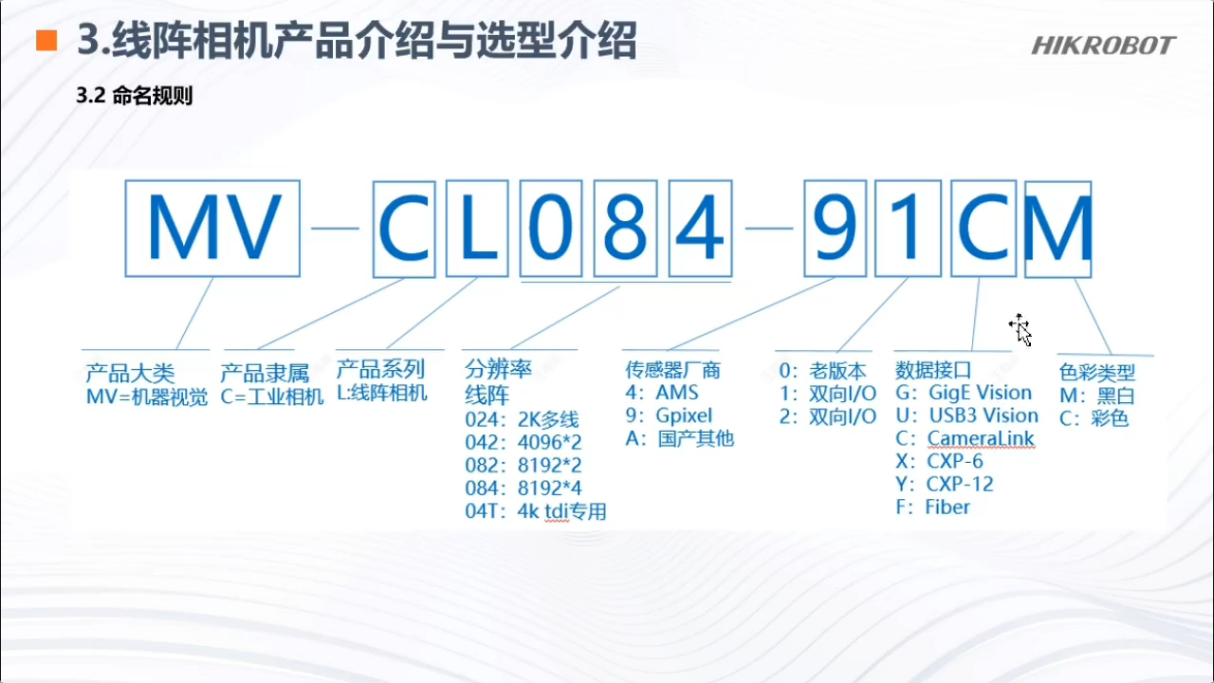 3.线阵相机产品介绍与选型介绍
HIKROBOT
3.2 命名规则
MV — C L 0 8 4 — 9 1 C M
产品大类
MV=机器视觉
产品隶属
C=工业相机
产品系列
L:线阵相机
分辨率
线阵
024：2K多线
042：4096*2
082：8192*2
084：8192*4
04T：4k tdi专用
传感器厂商
4：AMS
9：Gpixel
A：国产其他
0：老版本
1：双向I/O
2：双向I/O
数据接口
G：GigE Vision
U：USB3 Vision
C：CameraLink
X：CXP-6
Y：CXP-12
F：Fiber
色彩类型
M：黑白
C：彩色